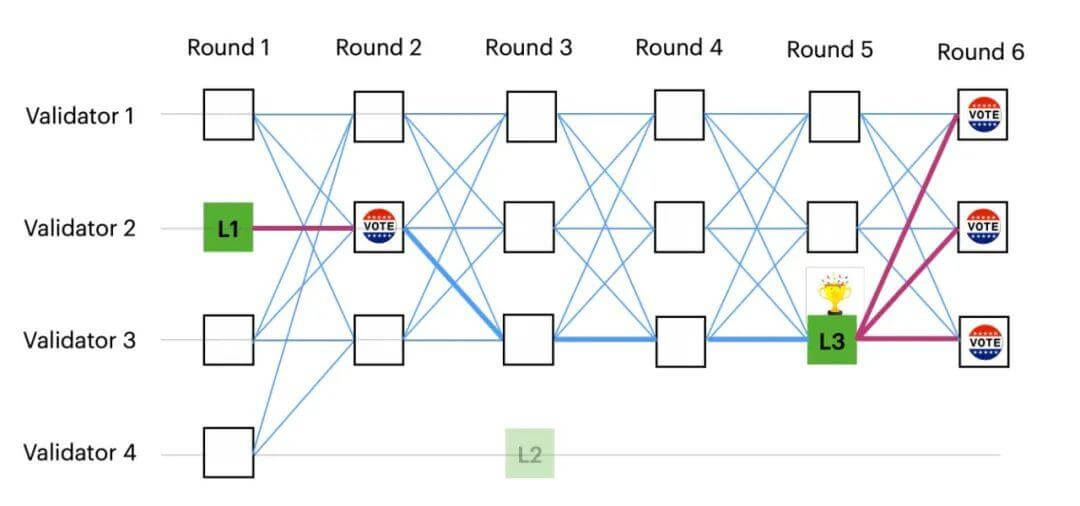 Round 1 Round 2 Round 3 Round 4 Round 5 Round 6
Validator 1 VOTE
Validator 2 L1 VOTE VOTE
Validator 3 L3 VOTE
Validator 4 L2